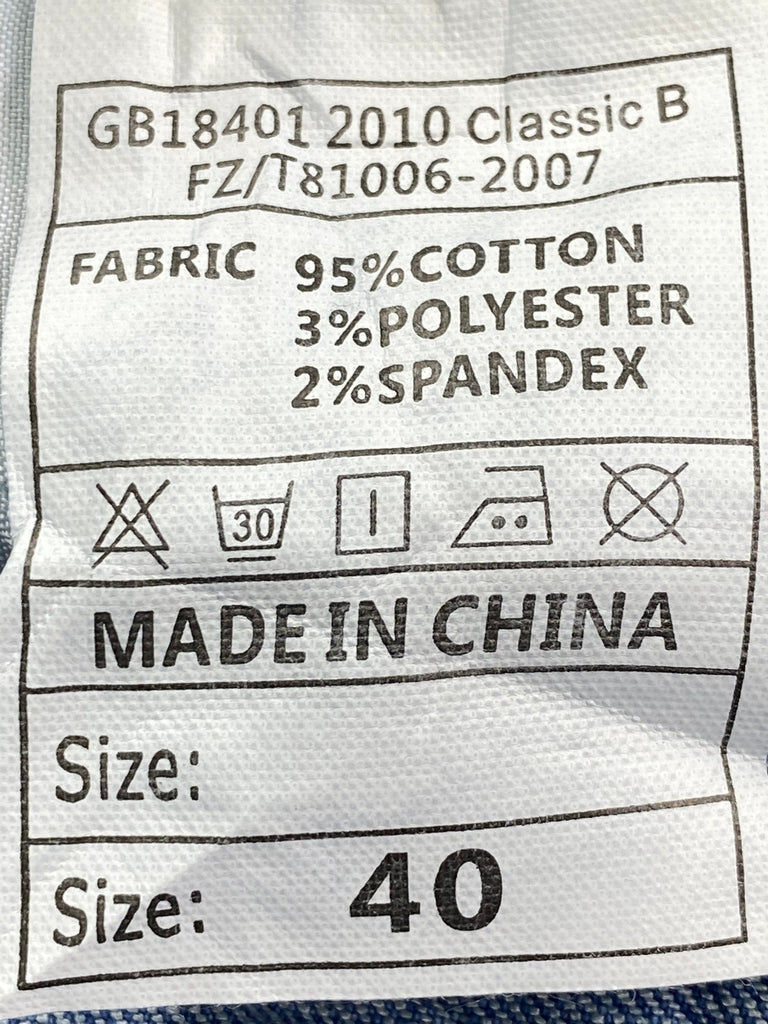 GB18401 2010 Classic B
FZ/T81006-2007
FABRIC 95%COTTON
3%POLYESTER
2%SPANDEX
30
MADE IN CHINA
Size:
Size: 40